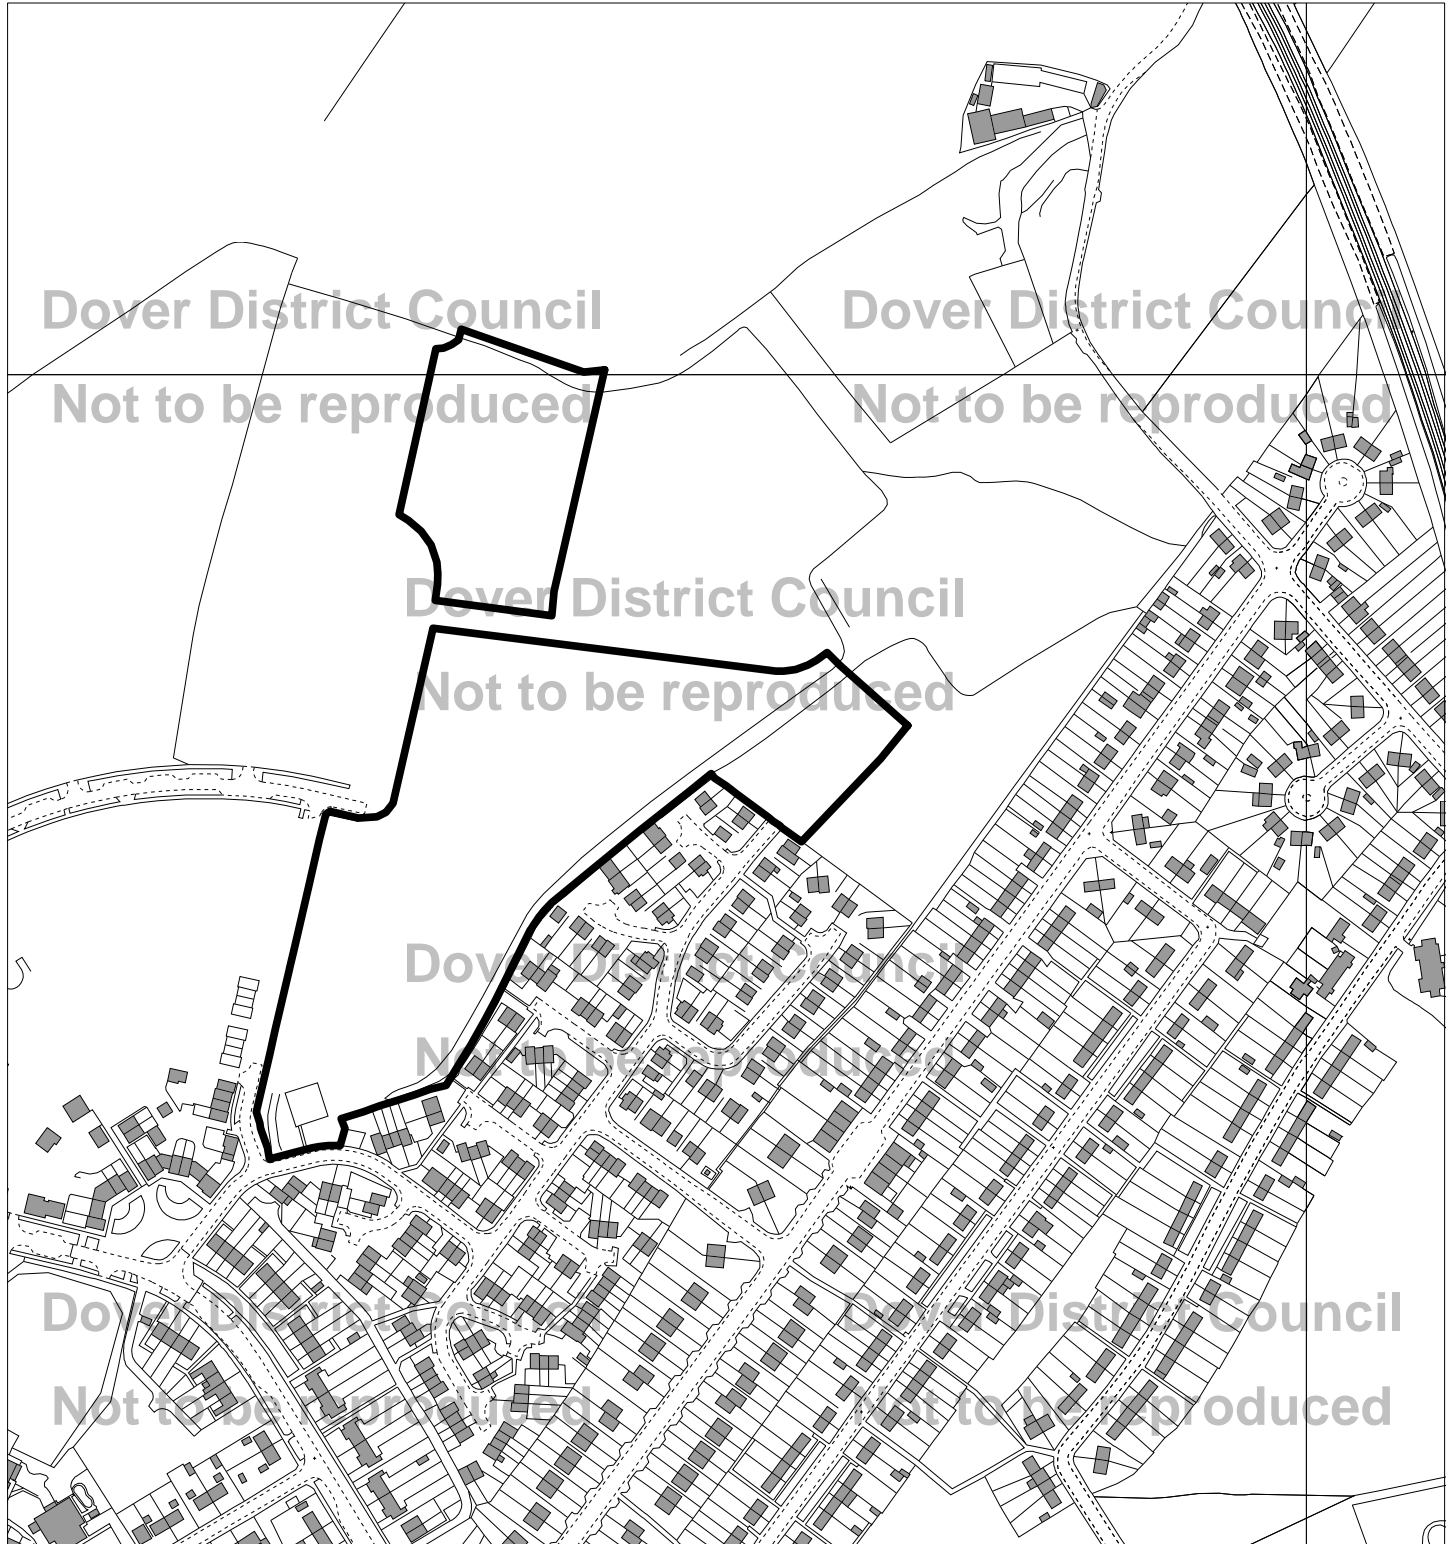 Dover District Council Dover District Council
Not to be reproduced Not to be reproduced
Dover District Council
Not to be reproduced
Dover District Council
Not to be reproduced
Dover District Council Dover District Council
Not to be reproduced Not to be reproduced